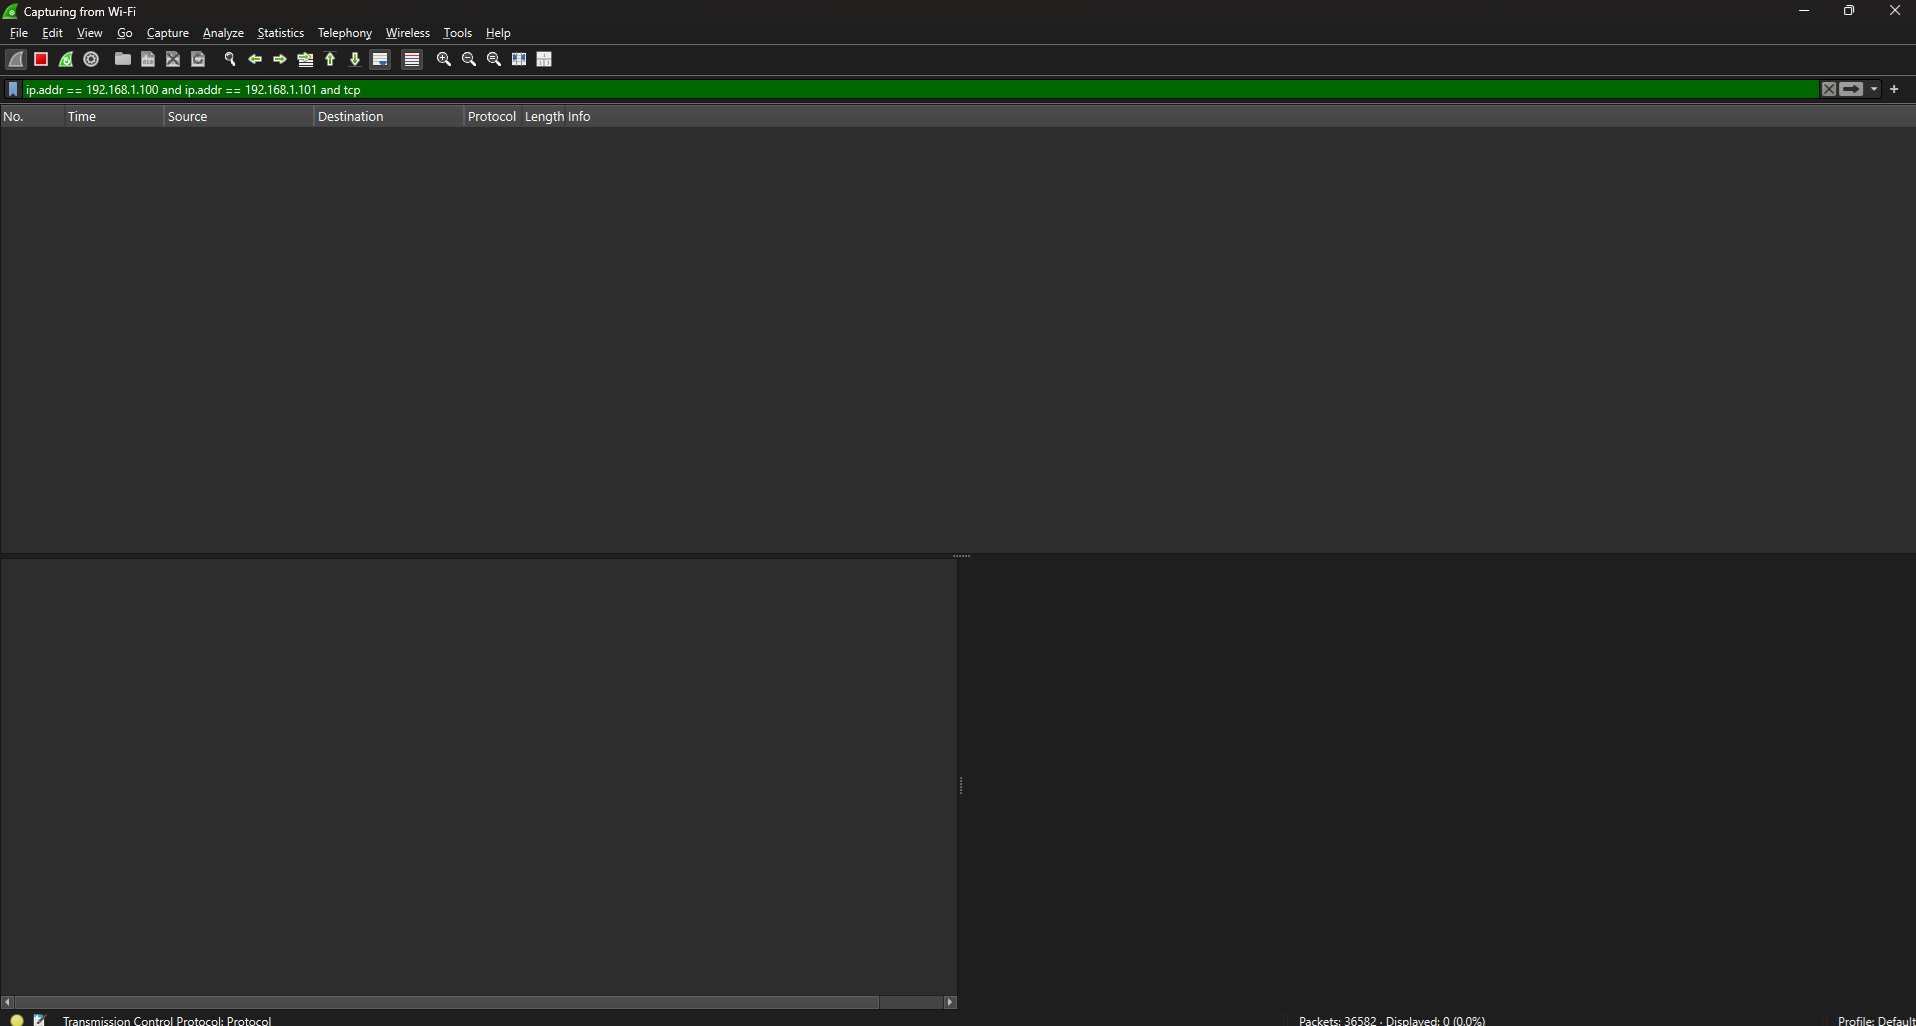 Capturing from Wi-Fi
File Edit View Go Capture Analyze Statistics Telephony Wireless Tools Help
ip.addr == 192.168.1.100 and ip.addr == 192.168.1.101 and tcp
No. Time Source Destination Protocol Length Info
Transmission Control Protocol: Protocol Packets: 36582 · Displayed: 0 (0.0%) Profile: Default